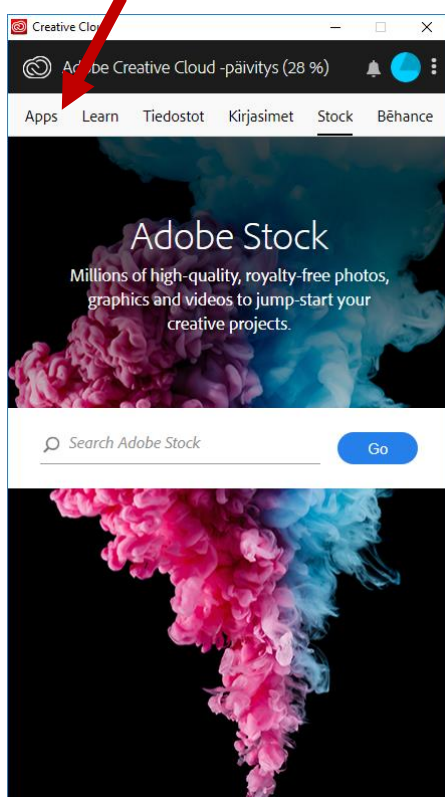 Creative Clou
Adobe Creative Cloud -päivitys (28 %)
Apps Learn Tiedostot Kirjasimet Stock Bēhance
Adobe Stock
Millions of high-quality, royalty-free photos,
graphics and videos to jump-start your
creative projects.
Search Adobe Stock
Go